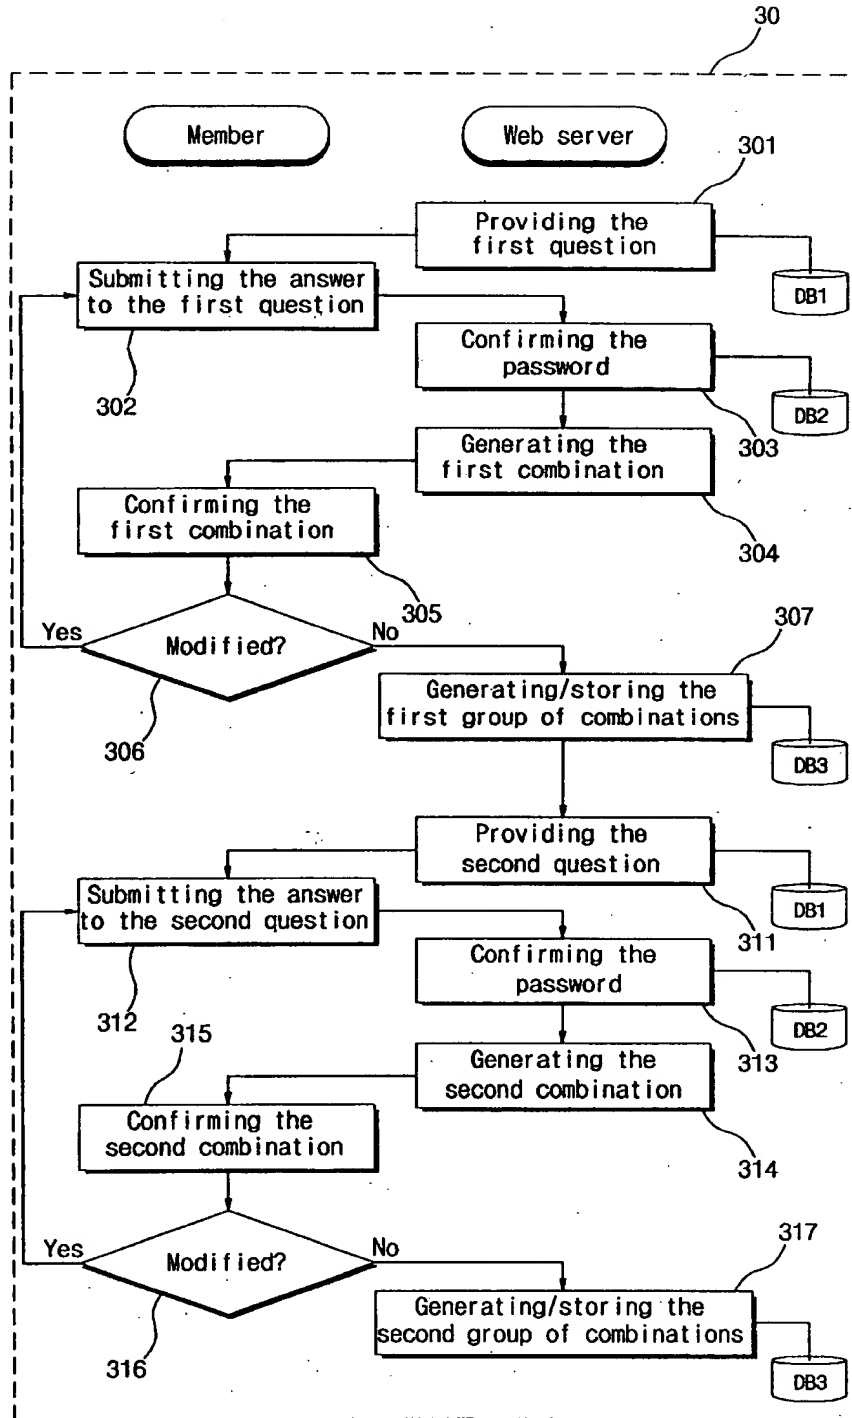 30
Member
Web server
301
Providing the
first question
DB1
Submitting the answer
to the first question
302
Confirming the
password
303
DB2
Generating the
first combination
304
Confirming the
first combination
305
Yes
Modified?
No
306
307
Generating/storing the
first group of combinations
DB3
Providing the
second question
311
DB1
Submitting the answer
to the second question
312
Confirming the
password
313
DB2
Generating the
second combination
314
315
Confirming the
second combination
Yes
Modified?
No
316
317
Generating/storing the
second group of combinations
DB3